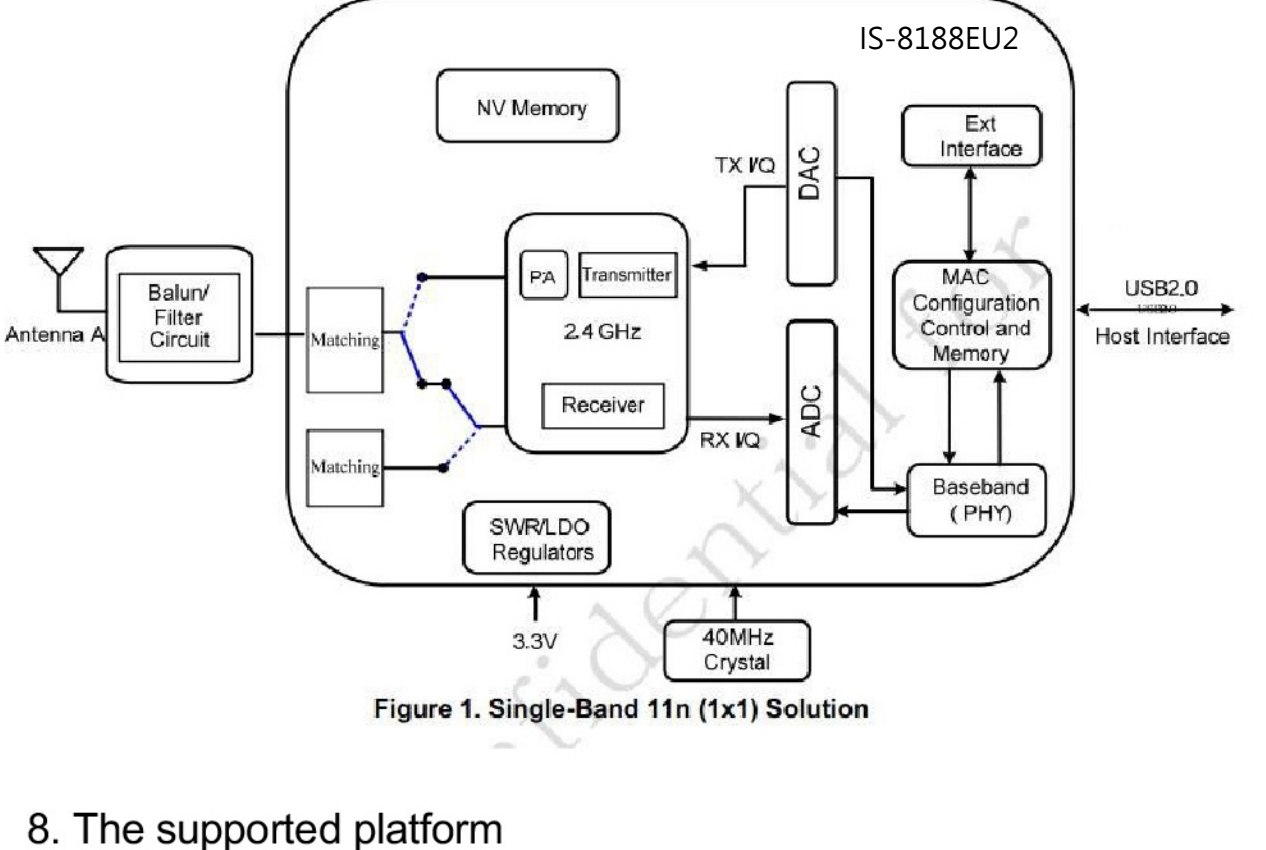 IS-8188EU2
NV Memory
Ext
Interface
TX I/Q
DAC
PA
Transmitter
2.4 GHz
Receiver
Balun/
Filter
Circuit
Antenna A
Matching
Matching
MAC
Configuration
Control and
Memory
USB2.0
Host Interface
ADC
RX I/Q
Baseband
( PHY)
SWR/LDO
Regulators
3.3V
40MHz
Crystal
Figure 1. Single-Band 11n (1x1) Solution
8. The supported platform